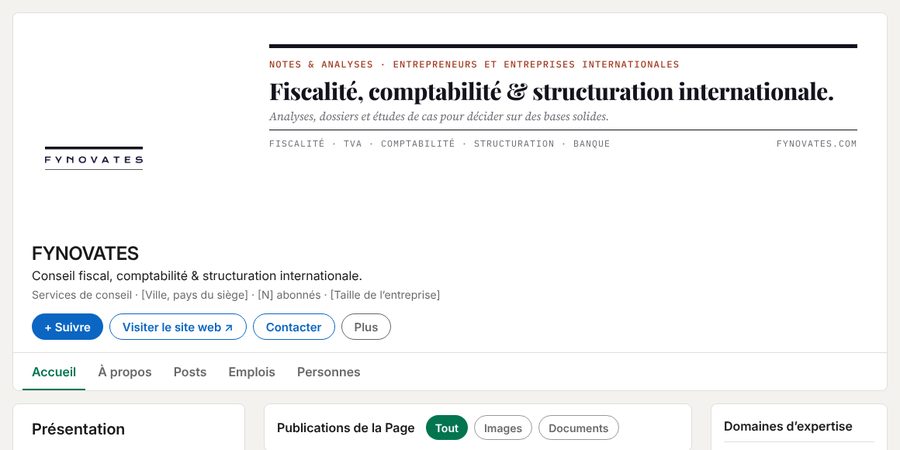 NOTES & ANALYSES · ENTREPRENEURS ET ENTREPRISES INTERNATIONALES
Fiscalité, comptabilité & structuration internationale.
Analyses, dossiers et études de cas pour décider sur des bases solides.
FISCALITÉ · TVA · COMPTABILITÉ · STRUCTURATION · BANQUE
FYNOVATES.COM
FYNOVATES
FYNOVATES
Conseil fiscal, comptabilité & structuration internationale.
Services de conseil · [Ville, pays du siège] · [N] abonnés · [Taille de l’entreprise]
+ Suivre
Visiter le site web ↗
Contacter
Plus
Accueil
À propos
Posts
Emplois
Personnes
Présentation
Publications de la Page
Tout
Images
Documents
Domaines d’expertise